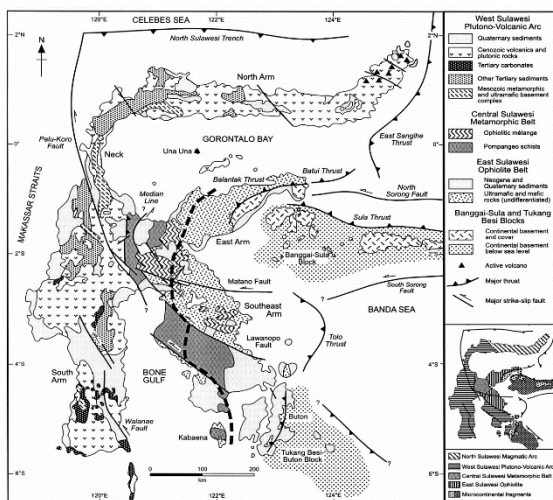 120°E
122°E
124°E
CELEBES SEA
2°N
2°N
North Sulawesi Trench
N
North Arm
GORONTALO BAY
Palu-Koro
Fault
Neck
Una Una
East Sangihe
Thrust
0°
0°
MAKASSAR STRAITS
Median
Line
?
Balantak Thrust
Batui Thrust
North
Sorong Fault
Sula Thrust
East Arm
Banggai-Sula
Block
2°S
2°S
Matano Fault
?
Southeast
Arm
South
Sorong Fault
BANDA SEA
Lawanopo
Fault
Tolo
Thrust
4°S
4°S
South
Arm
BONE
GULF
Walanae
Fault
Kabaena
Buton
Tukang Besi-
Buton Block
?
?
0
100
200
km
6°S
6°S
120°E
122°E
124°E
West Sulawesi
Plutono-Volcanic Arc
Quaternary sediments
Cenozoic volcanics and
plutonic rocks
Tertiary carbonates
Other Tertiary sediments
Mesozoic metamorphic
and ultramafic basement
complex
Central Sulawesi
Metamorphic Belt
Ophiolitic mélange
Pompangeo schists
East Sulawesi
Ophiolite Belt
Neogene and
Quaternary sediments
Ultramafic and mafic
rocks (undifferentiated)
Banggai-Sula and Tukang
Besi Blocks
Continental basement
and cover
Continental basement
below sea level
Active volcano
Major thrust
Major strike-slip fault
North Sulawesi Magmatic Arc
West Sulawesi Plutono-Volcanic Arc
Central Sulawesi Metamorphic Belt
East Sulawesi Ophiolite
Microcontinental fragments